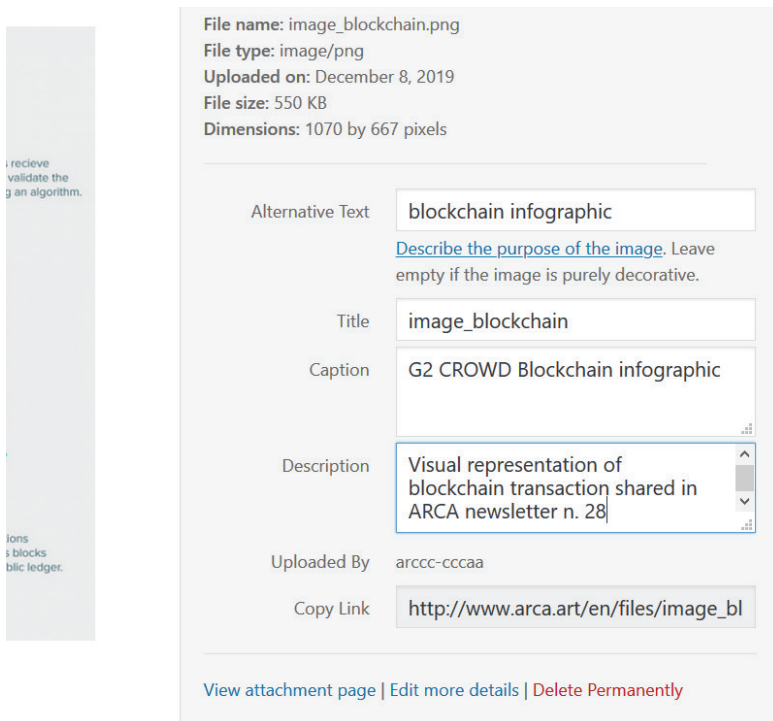 s recieve
validate the
g an algorithm.
ions
s blocks
blic ledger.
File name: image_blockchain.png
File type: image/png
Uploaded on: December 8, 2019
File size: 550 KB
Dimensions: 1070 by 667 pixels
Alternative Text
blockchain infographic
Describe the purpose of the image. Leave
empty if the image is purely decorative.
Title
image_blockchain
Caption
G2 CROWD Blockchain infographic
Description
Visual representation of
blockchain transaction shared in
ARCA newsletter n. 28
Uploaded By
arccc-cccaa
Copy Link
http://www.arca.art/en/files/image_bl
View attachment page | Edit more details | Delete Permanently